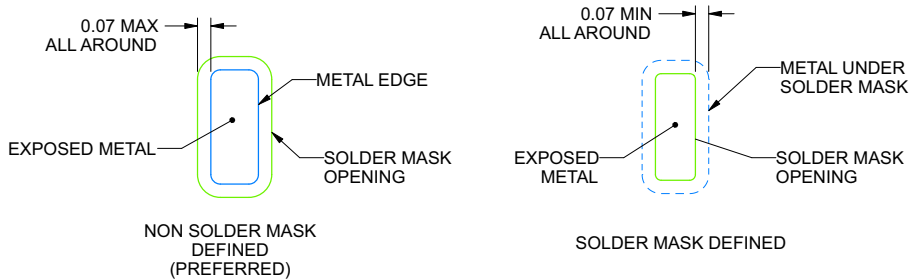 0.07 MAX
ALL AROUND
METAL EDGE
EXPOSED METAL
SOLDER MASK
OPENING
NON SOLDER MASK
DEFINED
(PREFERRED)
0.07 MIN
ALL AROUND
METAL UNDER
SOLDER MASK
EXPOSED
METAL
SOLDER MASK
OPENING
SOLDER MASK DEFINED